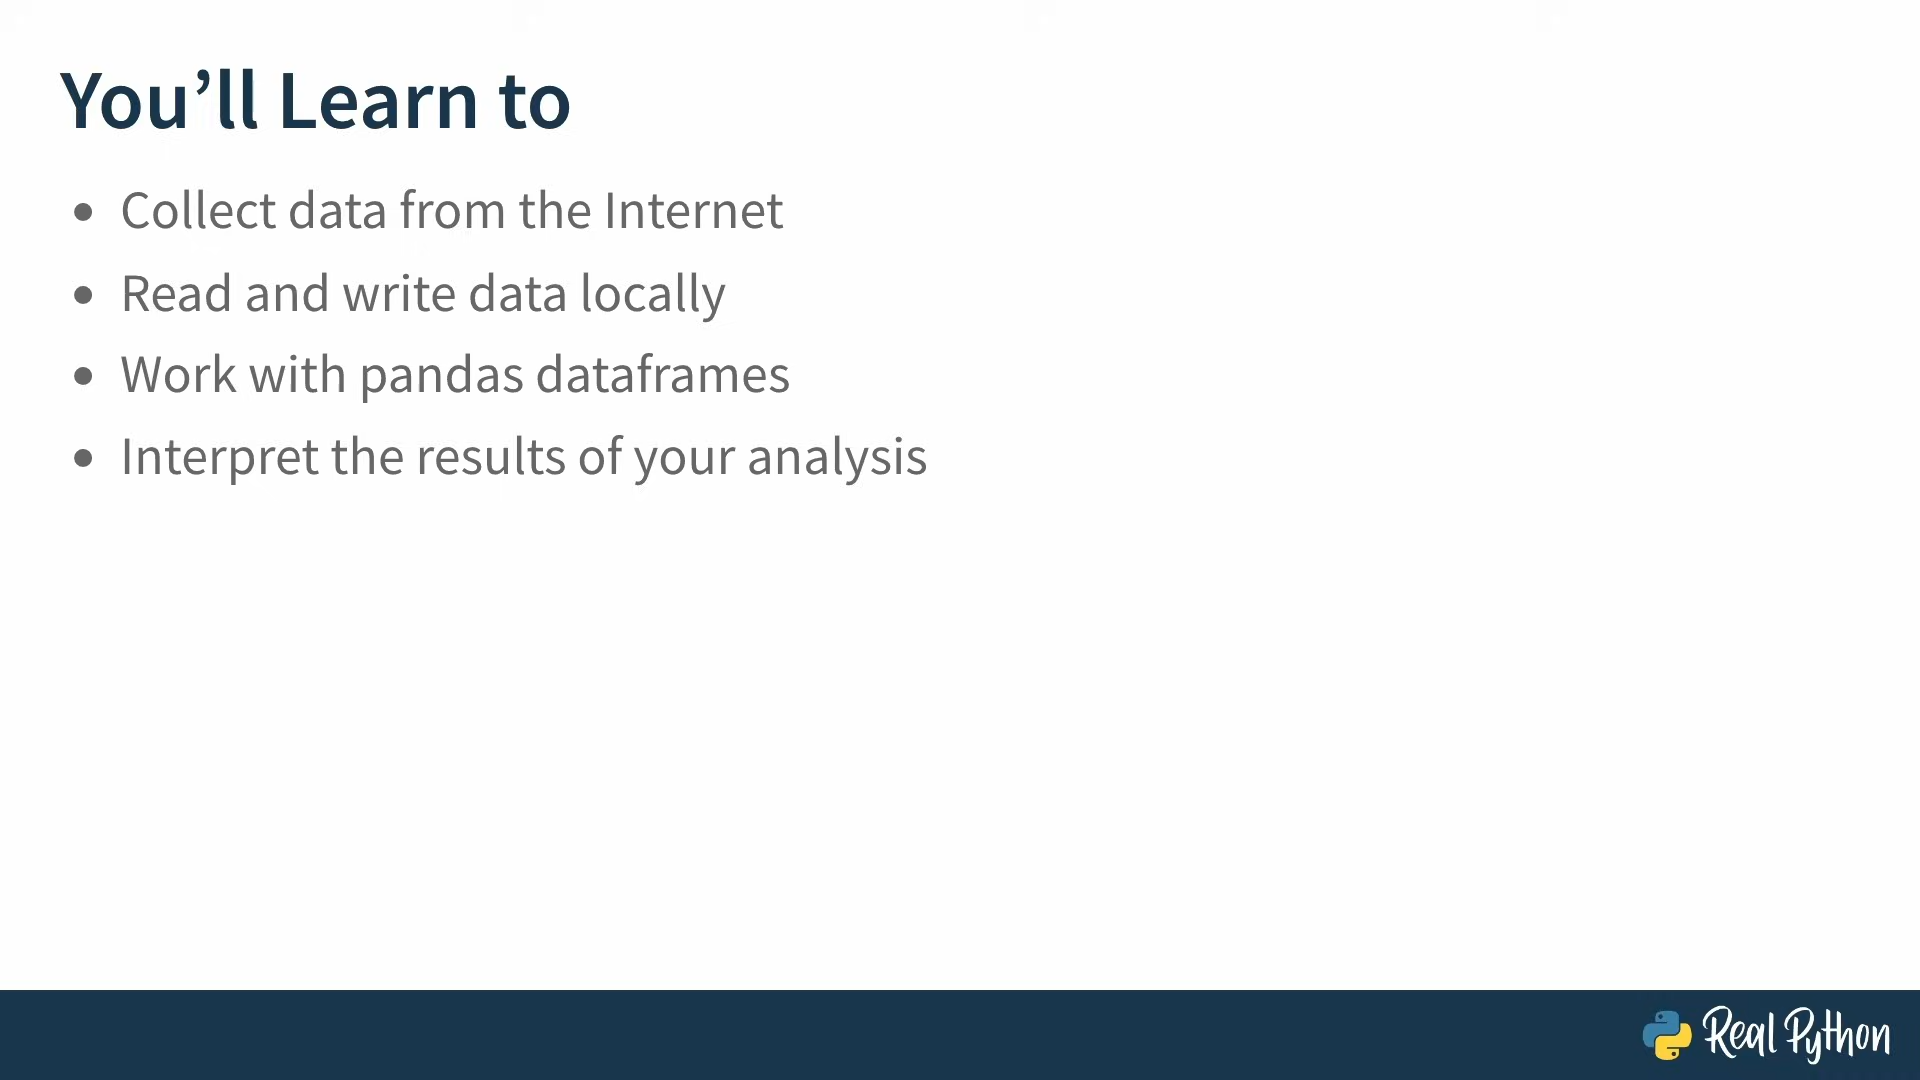 You’ll Learn to
• Collect data from the Internet
• Read and write data locally
• Work with pandas dataframes
• Interpret the results of your analysis
Real Python